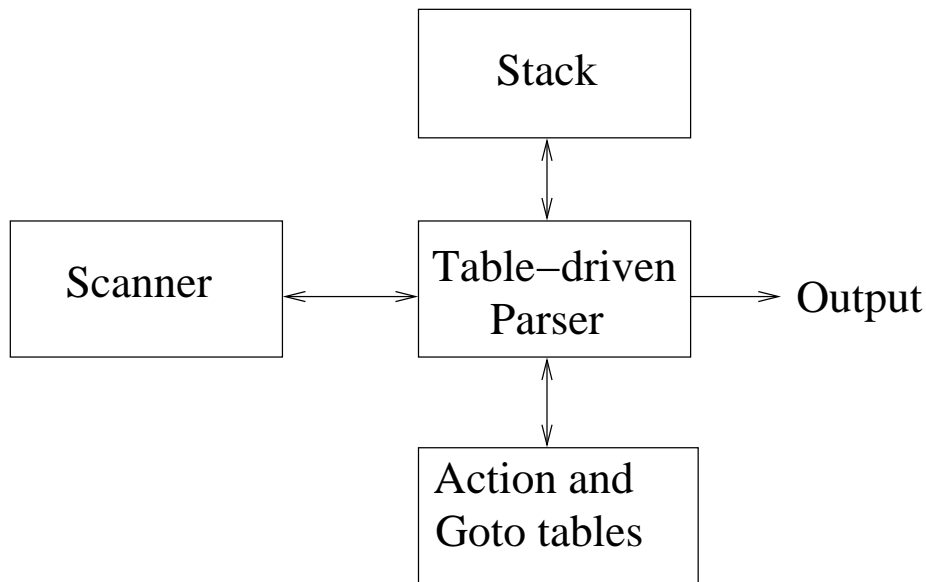 Stack
Scanner
Table−driven
Parser
Output
Action and
Goto tables